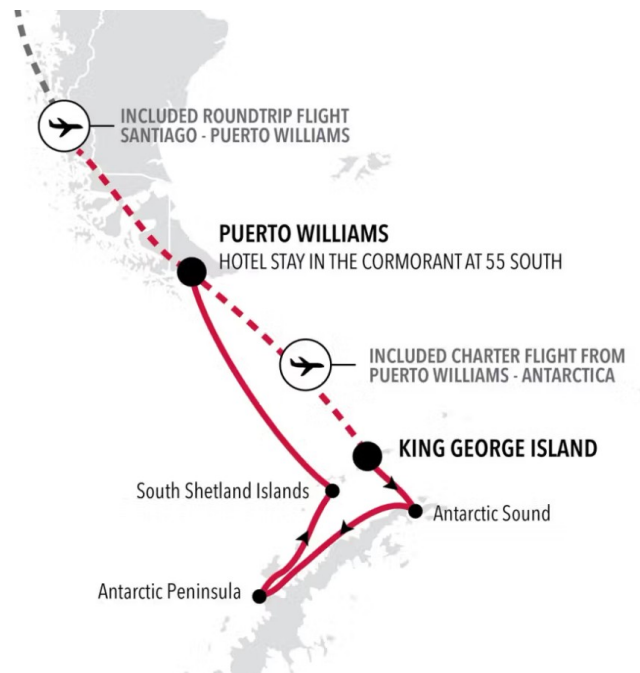 INCLUDED ROUNDTRIP FLIGHT
SANTIAGO - PUERTO WILLIAMS
PUERTO WILLIAMS
HOTEL STAY IN THE CORMORANT AT 55 SOUTH
INCLUDED CHARTER FLIGHT FROM
PUERTO WILLIAMS - ANTARCTICA
KING GEORGE ISLAND
South Shetland Islands
Antarctic Sound
Antarctic Peninsula